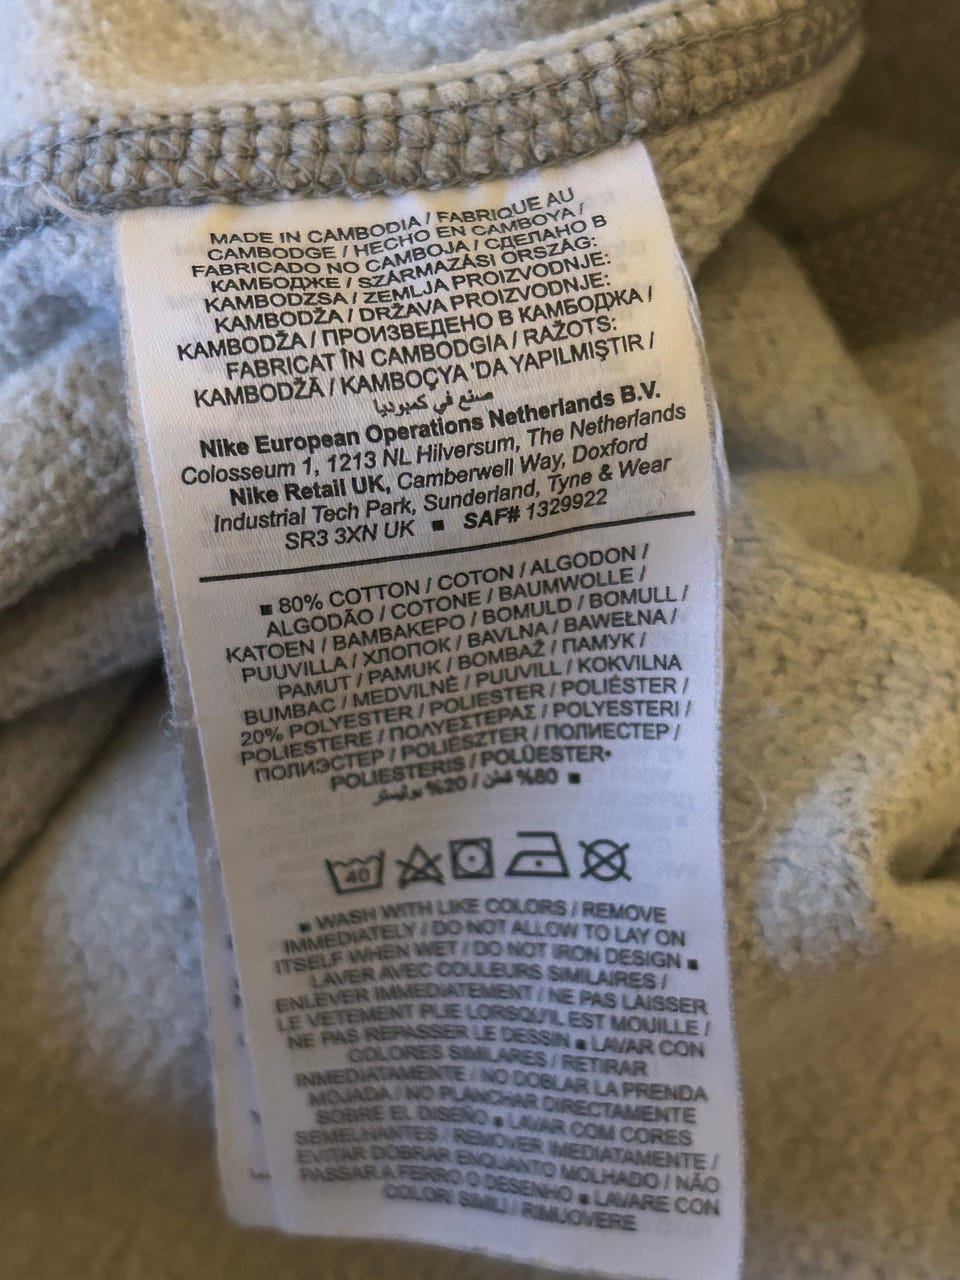 MADE IN CAMBODIA / FABRIQUE AU
CAMBODGE / HECHO EN CAMBOYA /
FABRICADO NO CAMBOJA / СДЕЛАНО В
КАМБОДЖЕ / SZÁRMAZÁSI ORSZÁG:
KAMBODZSA / ZEMLJA PROIZVODNJE:
KAMBODŽA / DRŽAVA PROIZVODNJE:
KAMBODŽA / ПРОИЗВЕДЕНО В КАМБОДЖА /
FABRICAT ÎN CAMBODGIA / RAŽOTS:
KAMBODŽĀ / KAMBOÇYA 'DA YAPILMIŞTIR /
صنع في كمبوديا
Nike European Operations Netherlands B.V.
Colosseum 1, 1213 NL Hilversum, The Netherlands
Nike Retail UK, Camberwell Way, Doxford
Industrial Tech Park, Sunderland, Tyne & Wear
SR3 3XN UK ■ SAF# 1329922
■ 80% COTTON / COTON / ALGODON /
ALGODÃO / COTONE / BAUMWOLLE /
KATOEN / ΒΑΜΒΑΚΕΡΟ / BOMULD / BOMULL /
PUUVILLA / ХЛОПОК / BAVLNA / BAWEŁNA /
PAMUT / PAMUK / BOMBAŽ / ПАМУК /
BUMBAC / MEDVILNĖ / PUUVILL / KOKVILNA
20% POLYESTER / POLIESTER / POLIÉSTER /
POLIESTERE / ΠΟΛΥΕΣΤΕΡΑΣ / POLYESTERI /
ПОЛИЭСТЕР / POLIÉSZTER / ПОЛИЕСТЕР /
POLIESTERIS / POLÜESTER•
80% قطن / 20% بوليستر ■
40
■ WASH WITH LIKE COLORS / REMOVE
IMMEDIATELY / DO NOT ALLOW TO LAY ON
ITSELF WHEN WET / DO NOT IRON DESIGN ■
LAVER AVEC COULEURS SIMILAIRES /
ENLEVER IMMEDIATEMENT / NE PAS LAISSER
LE VETEMENT PLIE LORSQU'IL EST MOUILLE /
NE PAS REPASSER LE DESSIN ■ LAVAR CON
COLORES SIMILARES / RETIRAR
INMEDIATAMENTE / NO DOBLAR LA PRENDA
MOJADA / NO PLANCHAR DIRECTAMENTE
SOBRE EL DISEÑO ■ LAVAR COM CORES
SEMELHANTES / REMOVER IMEDIATAMENTE /
EVITAR DOBRAR ENQUANTO MOLHADO / NÃO
PASSAR A FERRO O DESENHO ■ LAVARE CON
COLORI SIMILI / RIMUOVERE